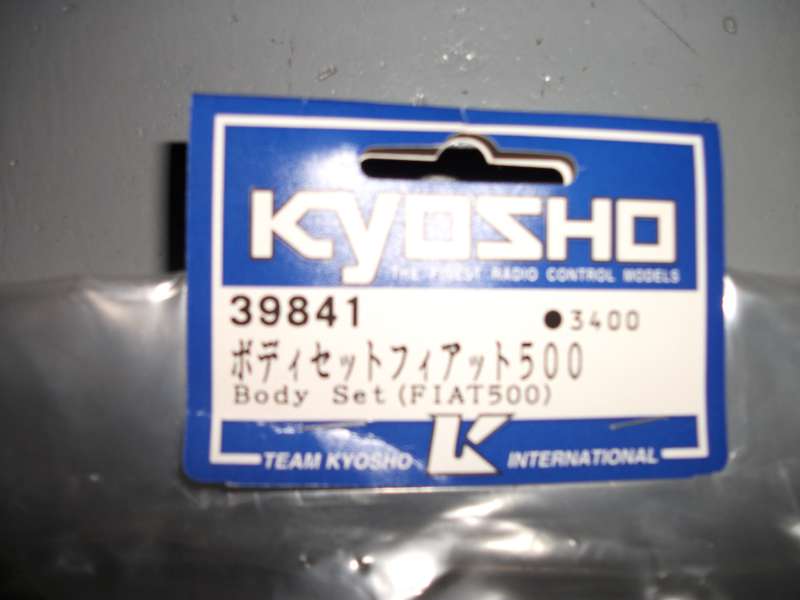 KYOSHO
THE FINEST RADIO CONTROL MODELS
39841 ●3400
ボディセットフィアット500
Body Set(FIAT500)
TEAM KYOSHO K INTERNATIONAL